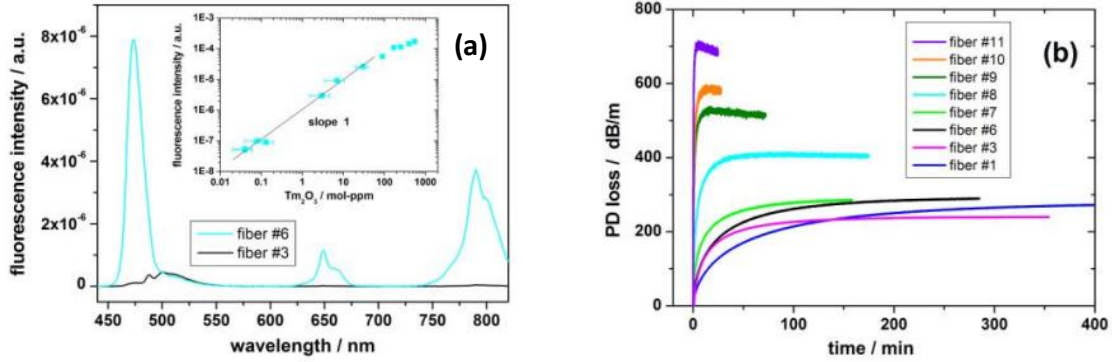 (a)
fluorescence intensity / a.u.
8x10⁻⁶
6x10⁻⁶
4x10⁻⁶
2x10⁻⁶
0
450 500 550 600 650 700 750 800
wavelength / nm
fiber #6
fiber #3
fluorescence intensity / a.u.
1E-3
1E-4
1E-5
1E-6
1E-7
1E-8
0.01 0.1 1 10 100 1000
Tm₂O₅ / mol-ppm
slope 1
(b)
PD loss / dB/m
800
600
400
200
0
0 100 200 300 400
time / min
fiber #11
fiber #10
fiber #9
fiber #8
fiber #7
fiber #6
fiber #3
fiber #1